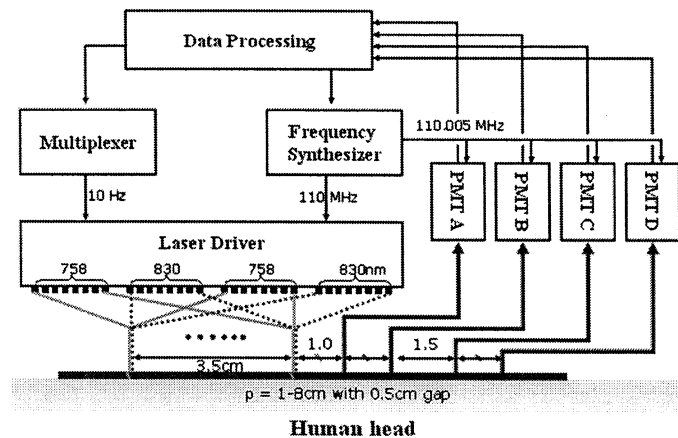 Data Processing
Multiplexer
Frequency
Synthesizer
110.005 MHz
10 Hz
110 MHz
PMT A
PMT B
PMT C
PMT D
Laser Driver
758
830
758
830nm
1.0
1.5
3.5cm
ρ = 1-8cm with 0.5cm gap
Human head